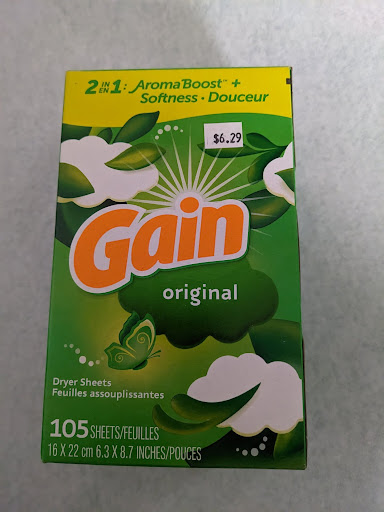 2 IN EN 1: AromaBoost™ +
Softness • Douceur
$6.29
Gain
original
Dryer Sheets
Feuilles assouplissantes
105 SHEETS/FEUILLES
16 X 22 cm 6.3 X 8.7 INCHES/POUCES